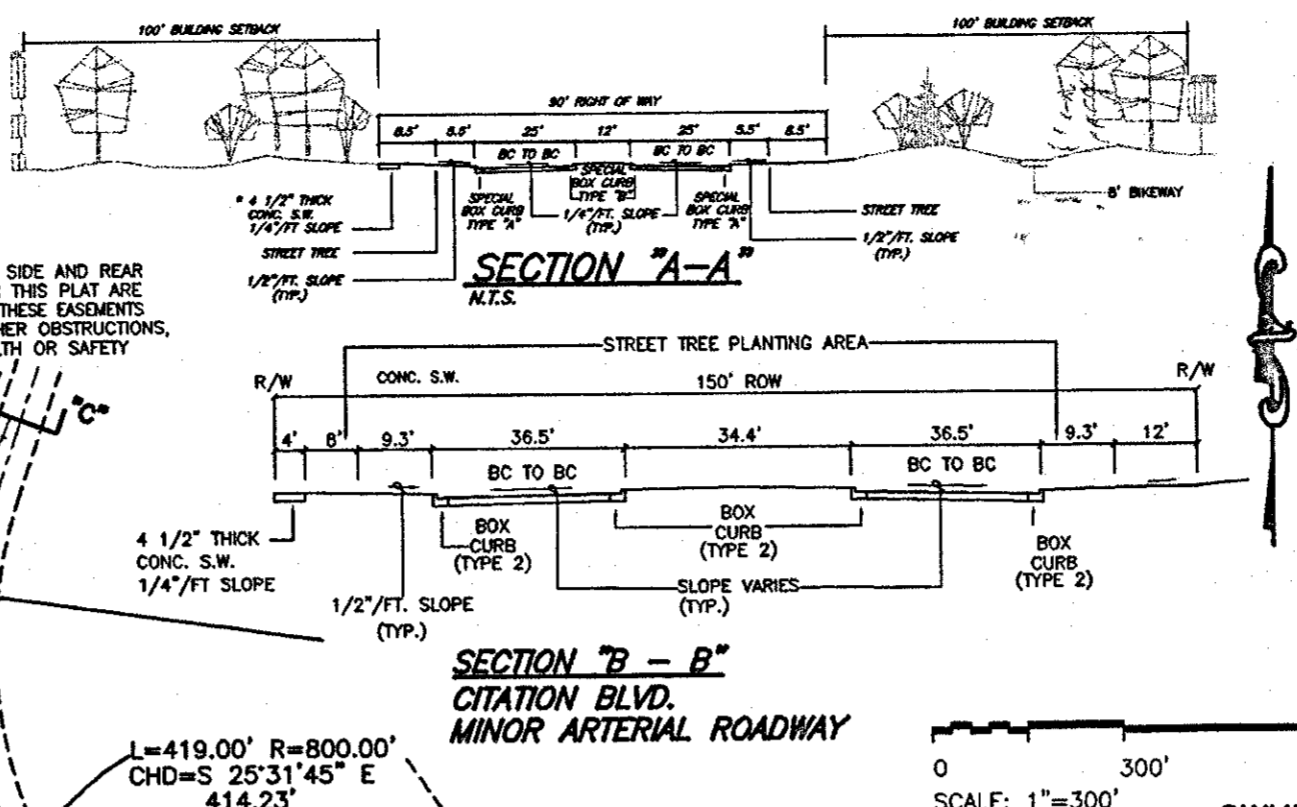 100' BUILDING SETBACK
100' BUILDING SETBACK
90' RIGHT OF WAY
8.5' 5.5' 25' 12' 25' 5.5' 8.5'
BC TO BC
BC TO BC
SPECIAL
BOX CURB
TYPE "B"
* 4 1/2" THICK
CONC. S.W.
1/4"/FT SLOPE
SPECIAL
BOX CURB
TYPE "A"
1/4"/FT. SLOPE
(TYP.)
SPECIAL
BOX CURB
TYPE "A"
STREET TREE
8' BIKEWAY
STREET TREE
1/2"/FT. SLOPE
(TYP.)
1/2"/FT. SLOPE
(TYP.)
SECTION "A-A"
N.T.S.
SIDE AND REAR
THIS PLAT ARE
THESE EASEMENTS
HER OBSTRUCTIONS,
LTH OR SAFETY
"C"
STREET TREE PLANTING AREA
R/W
CONC. S.W.
150' ROW
R/W
4' 8' 9.3' 36.5' 34.4' 36.5' 9.3' 12'
BC TO BC
BC TO BC
4 1/2" THICK
CONC. S.W.
1/4"/FT SLOPE
BOX
CURB
(TYPE 2)
BOX
CURB
(TYPE 2)
BOX
CURB
(TYPE 2)
1/2"/FT. SLOPE
(TYP.)
SLOPE VARIES
(TYP.)
SECTION "B - B"
CITATION BLVD.
MINOR ARTERIAL ROADWAY
L=419.00' R=800.00'
CHD=S 25°31'45" E
414.23'
0 300'
SCALE: 1"=300'